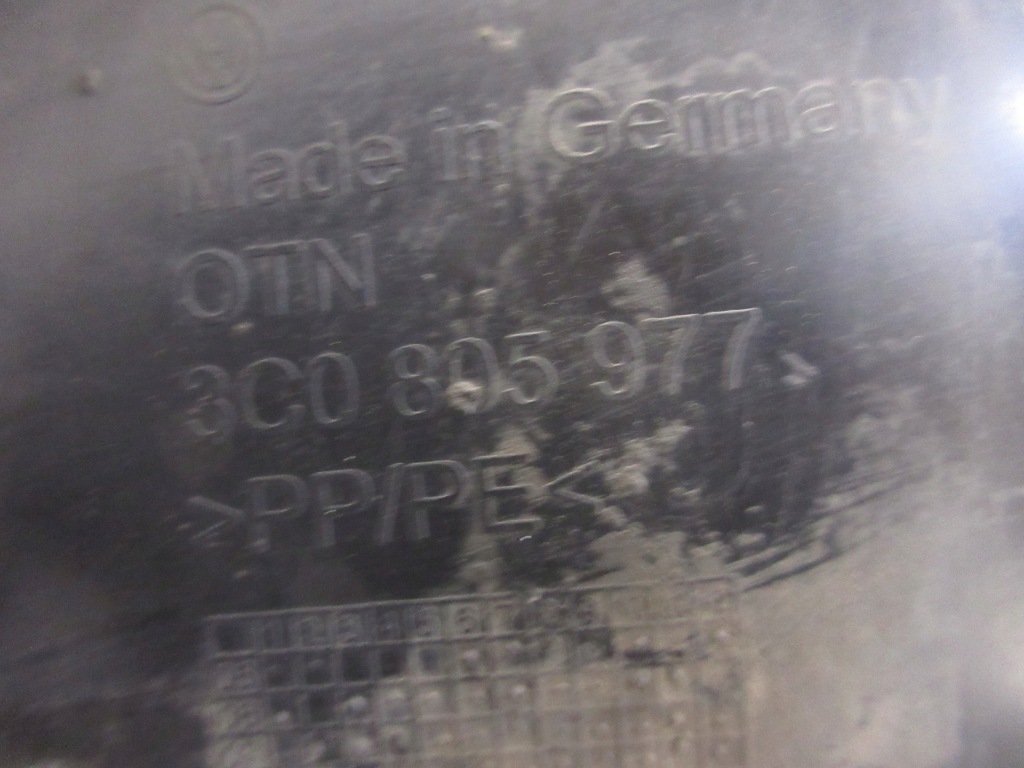 Made in Germany
OTN
3C0 805 977
>PP/PE<